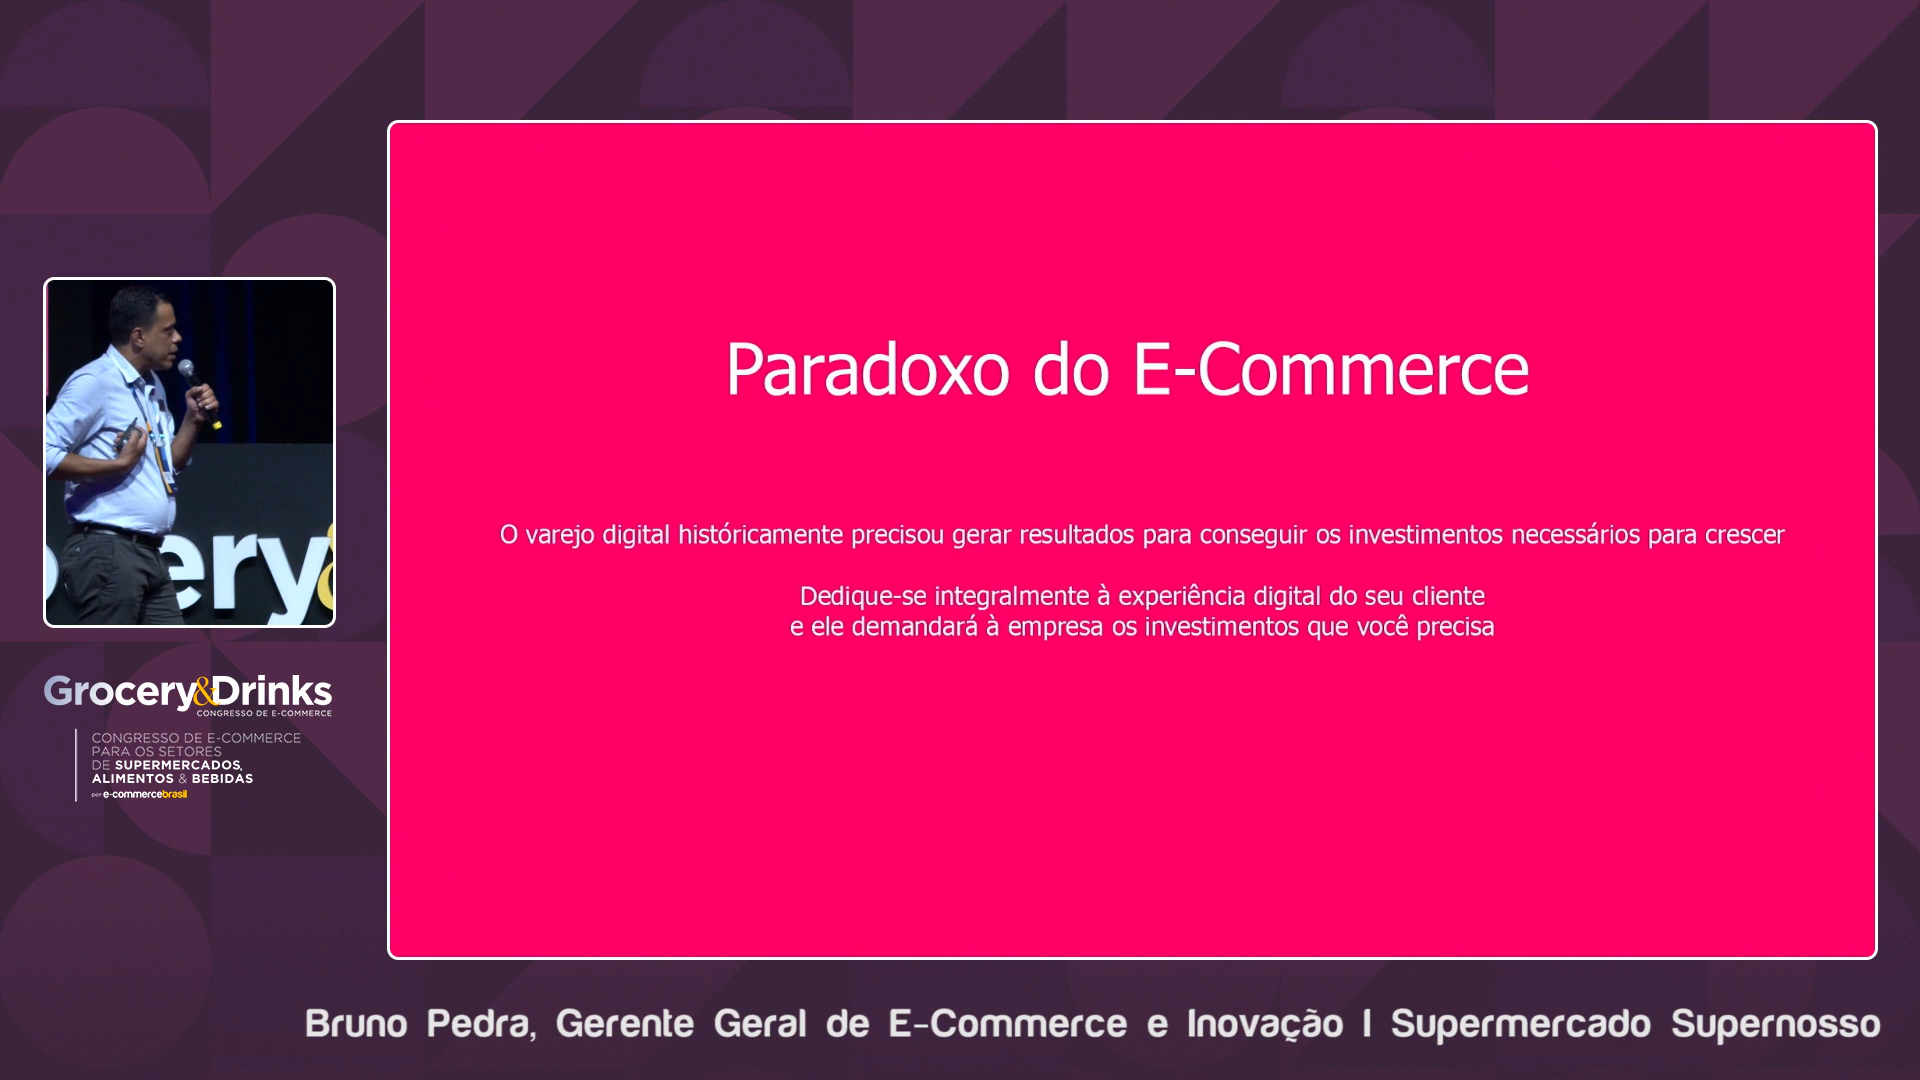 Paradoxo do E-Commerce
O varejo digital históricamente precisou gerar resultados para conseguir os investimentos necessários para crescer
Dedique-se integralmente à experiência digital do seu cliente
e ele demandará à empresa os investimentos que você precisa
ery&
Grocery&Drinks
CONGRESSO DE E-COMMERCE
CONGRESSO DE E-COMMERCE
PARA OS SETORES
DE SUPERMERCADOS,
ALIMENTOS & BEBIDAS
por e-commercebrasil
Bruno Pedra, Gerente Geral de E-Commerce e Inovação | Supermercado Supernosso